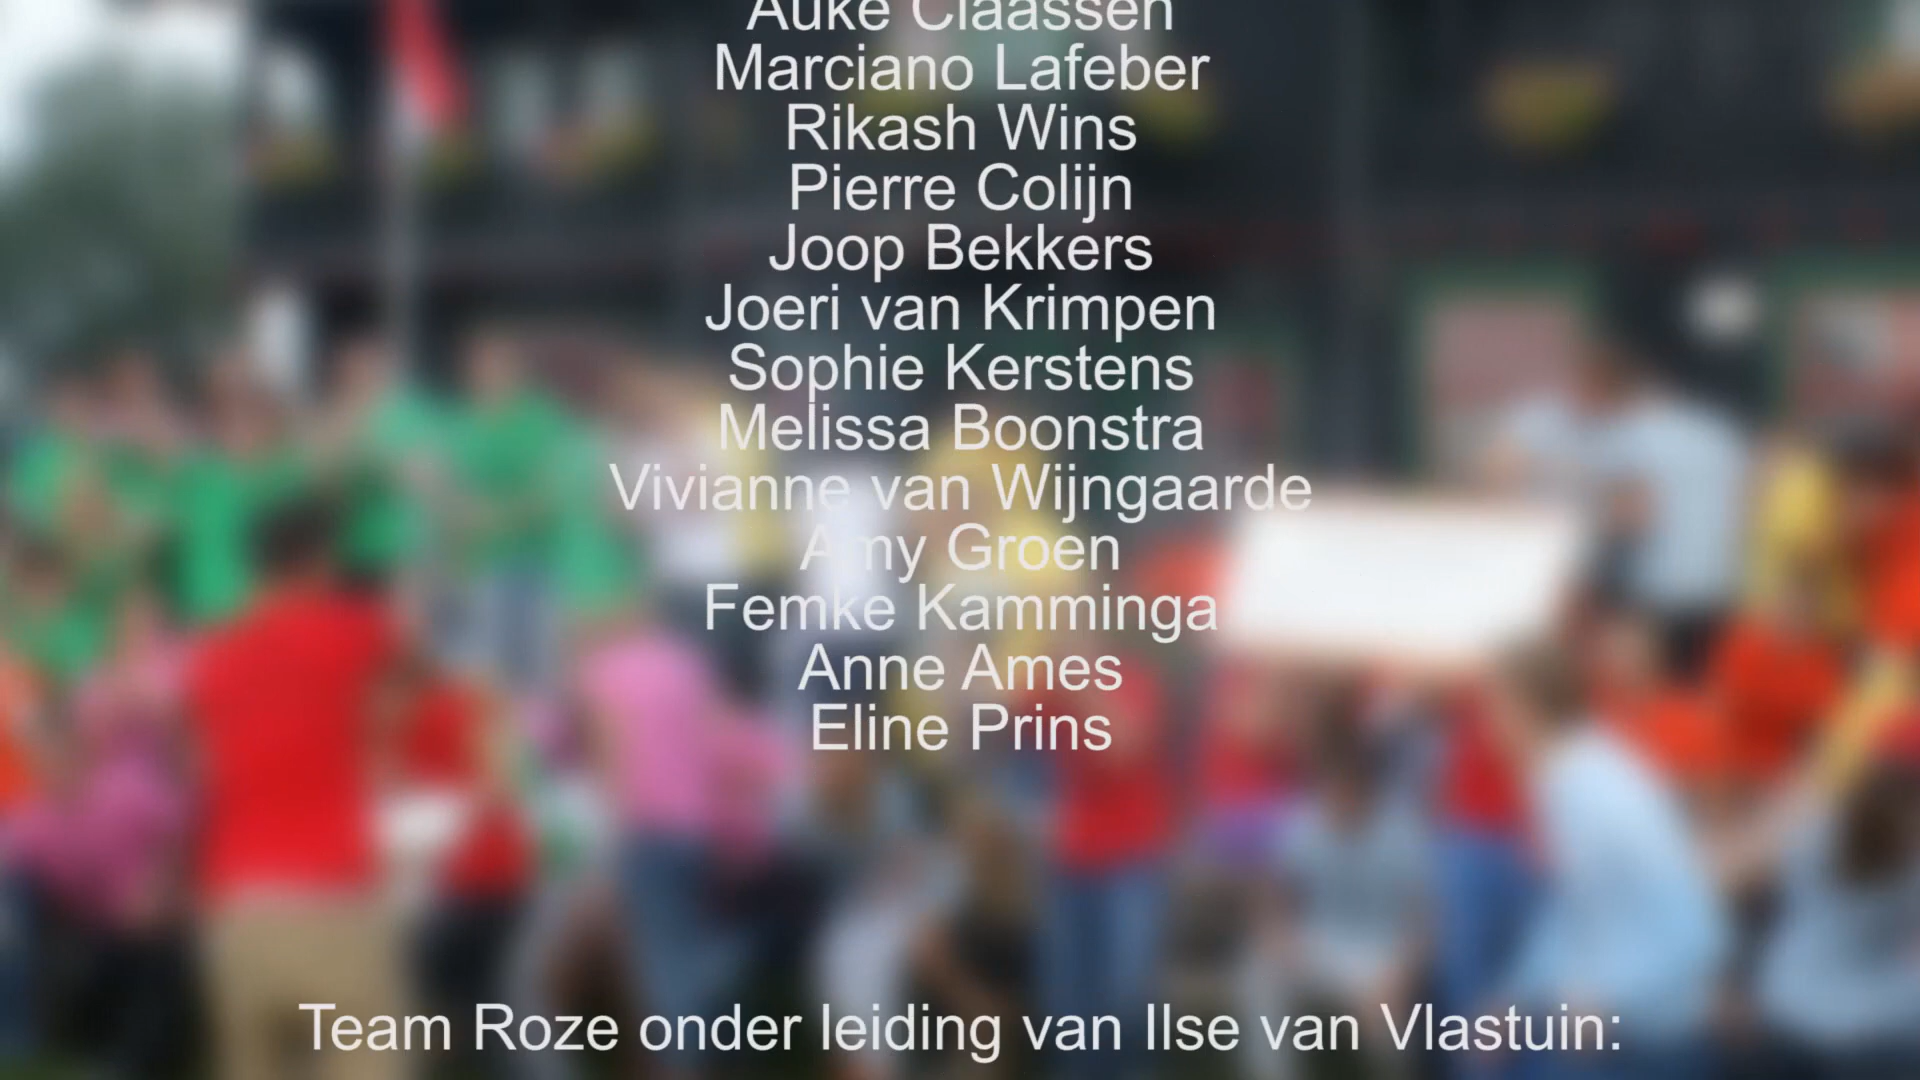 Auke Claassen
Marciano Lafeber
Rikash Wins
Pierre Colijn
Joop Bekkers
Joeri van Krimpen
Sophie Kerstens
Melissa Boonstra
Vivianne van Wijngaarde
Amy Groen
Femke Kamminga
Anne Ames
Eline Prins
Team Roze onder leiding van Ilse van Vlastuin: